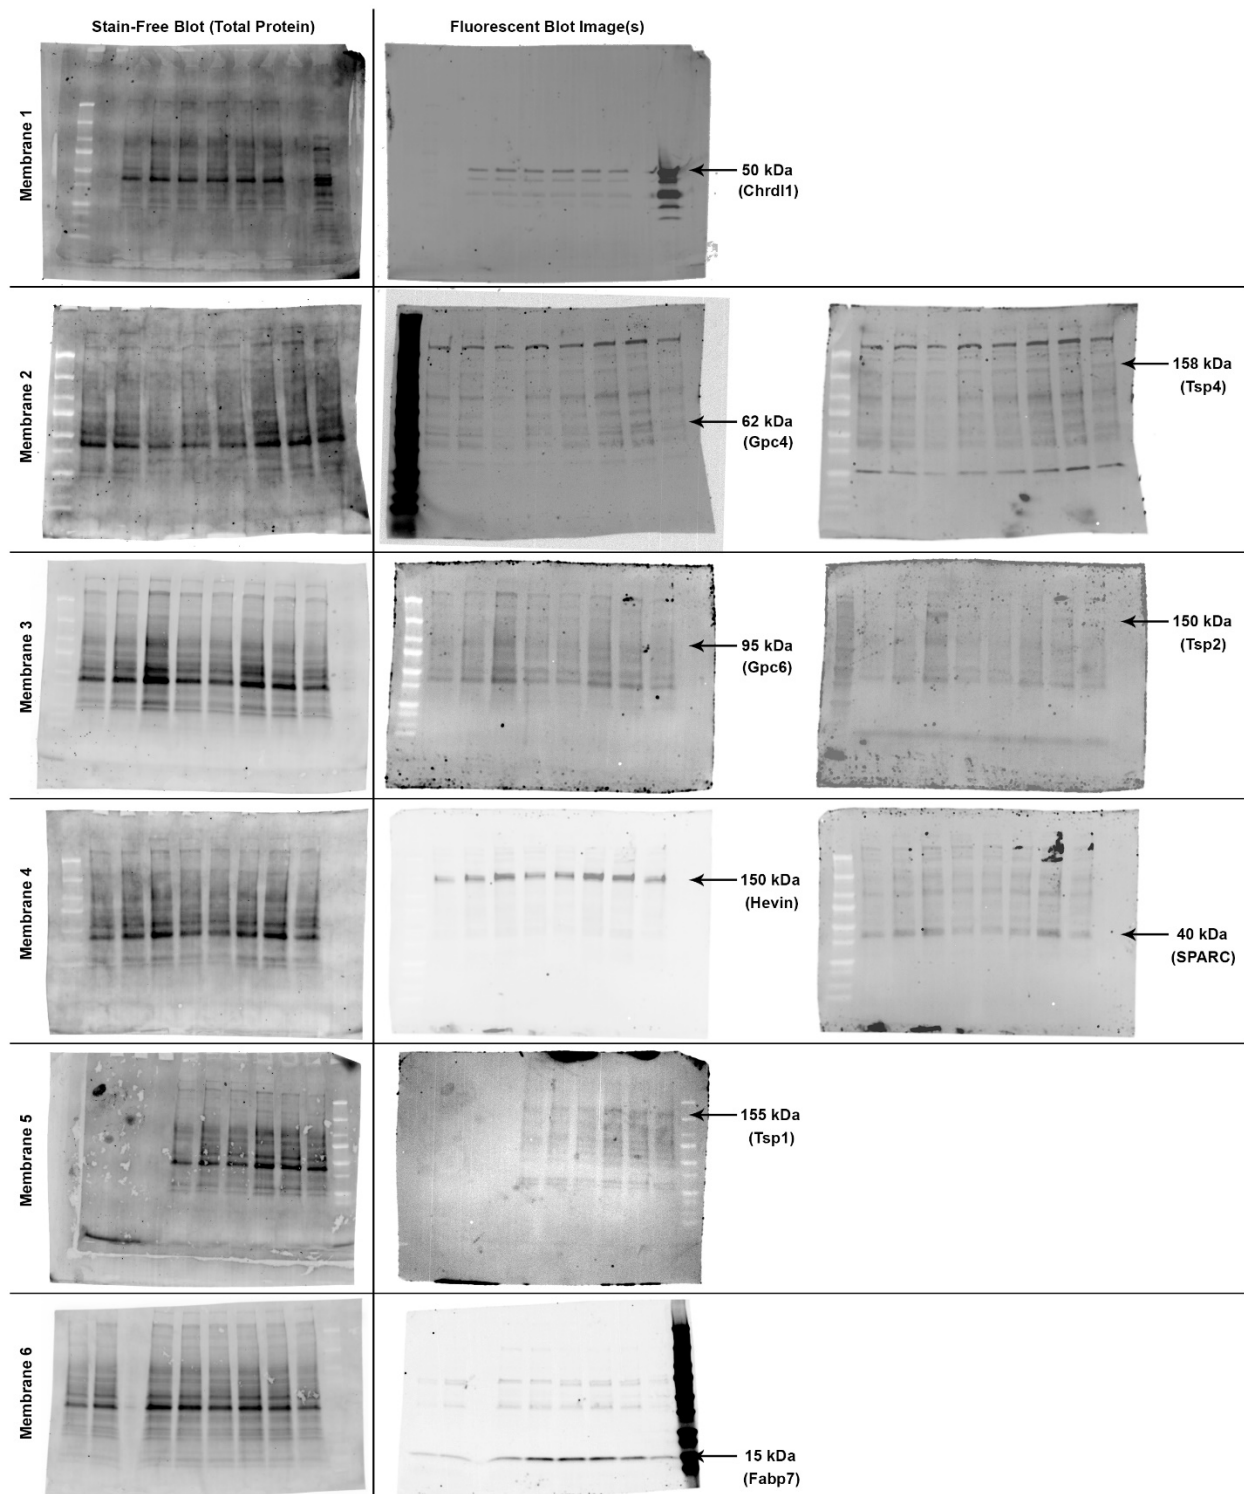 Stain-Free Blot (Total Protein)
Fluorescent Blot Image(s)
Membrane 1
50 kDa
(Chrdl1)
Membrane 2
62 kDa
(Gpc4)
158 kDa
(Tsp4)
Membrane 3
95 kDa
(Gpc6)
150 kDa
(Tsp2)
Membrane 4
150 kDa
(Hevin)
40 kDa
(SPARC)
Membrane 5
155 kDa
(Tsp1)
Membrane 6
15 kDa
(Fabp7)